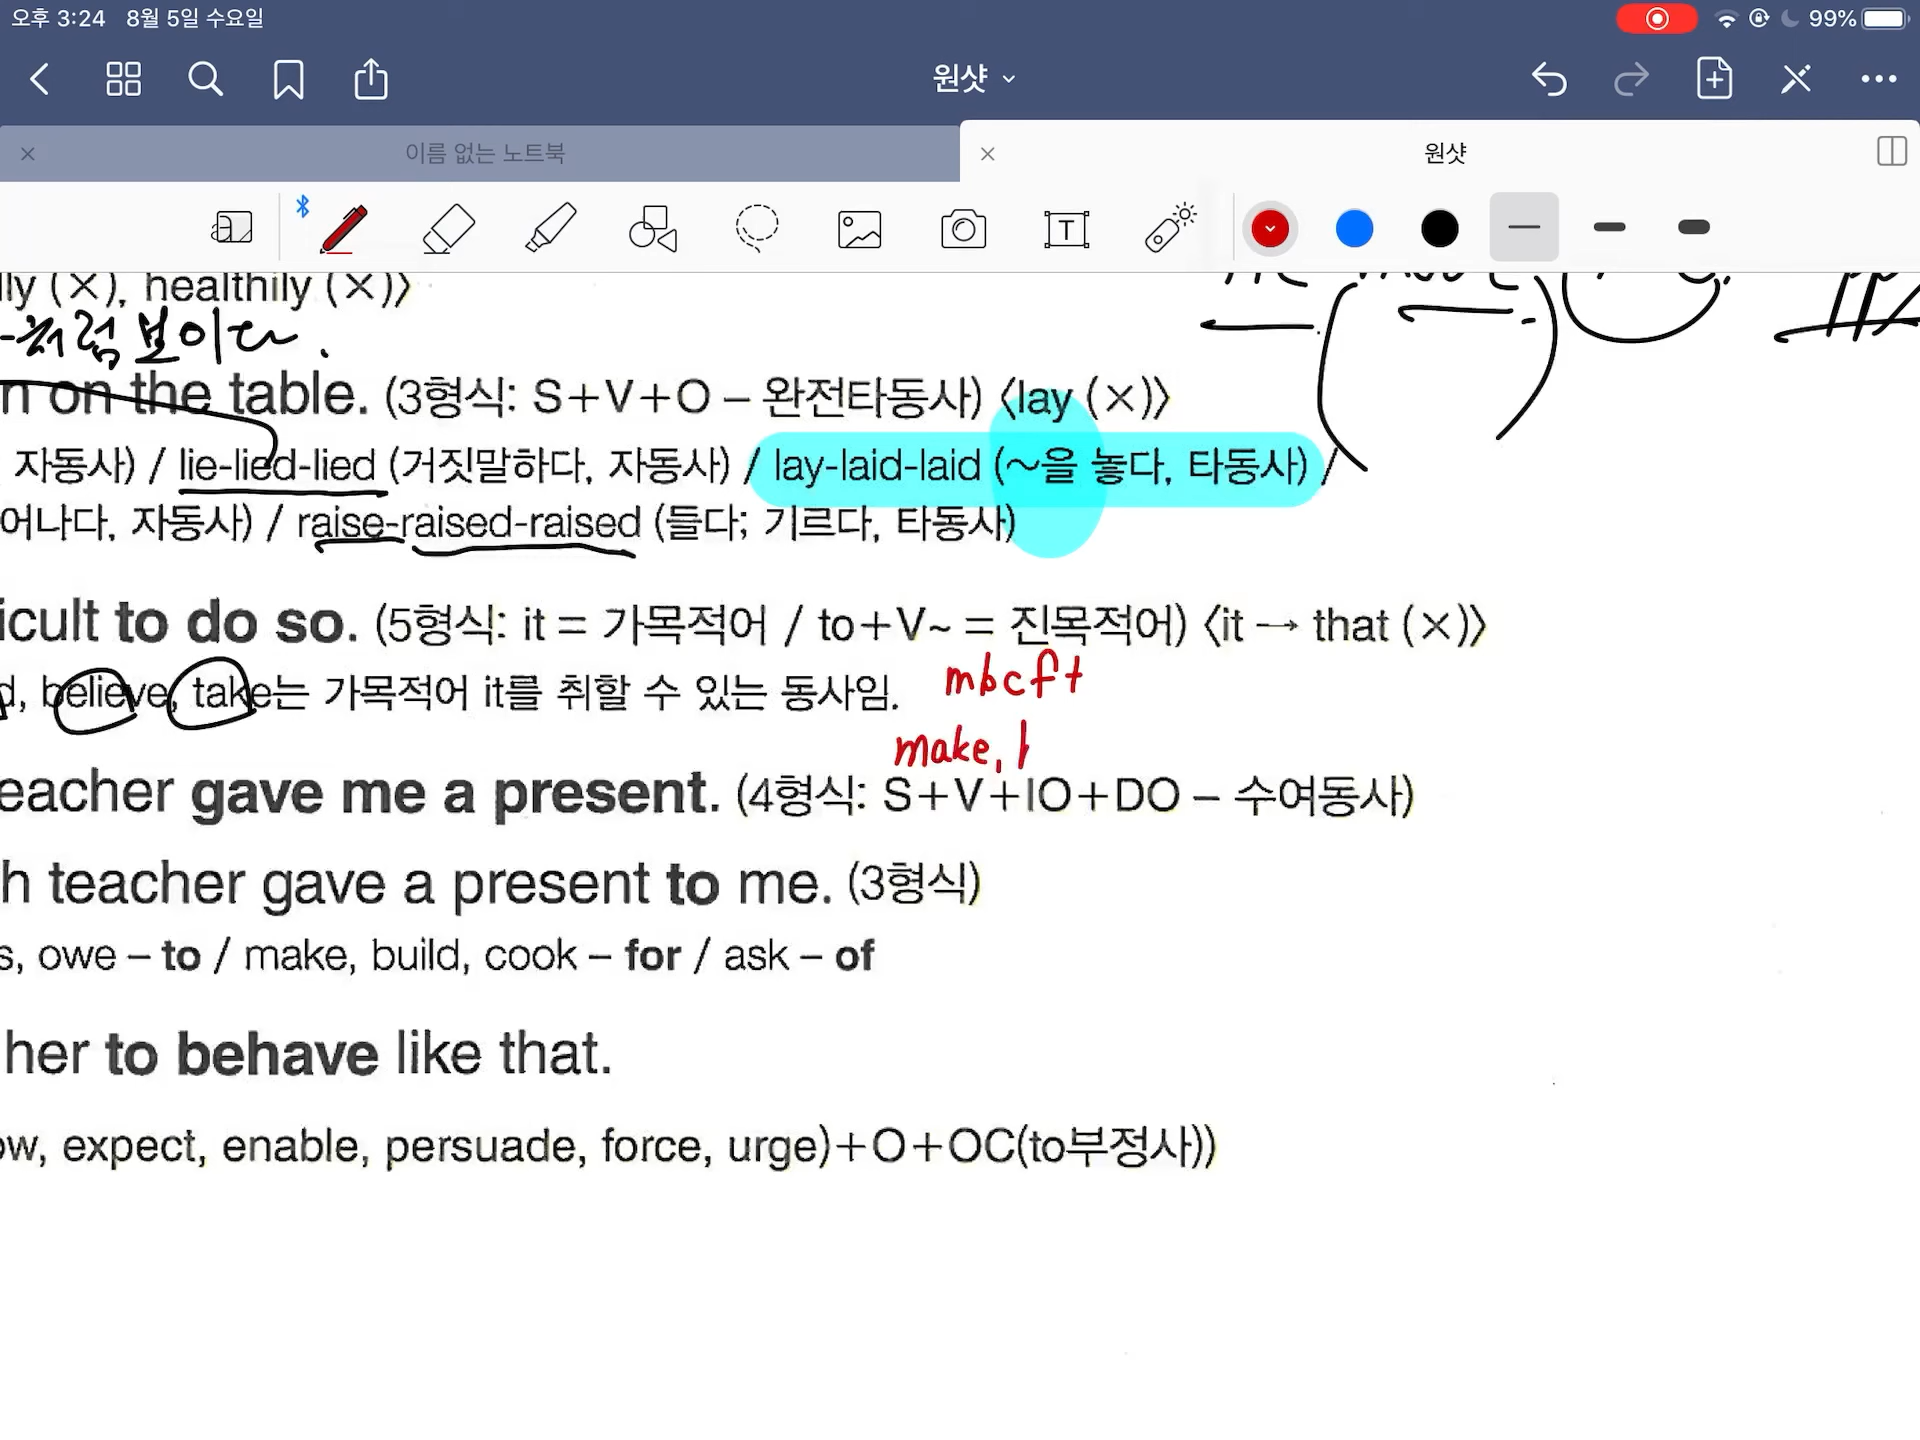 오후 3:24 8월 5일 수요일
99%
원샷
이름 없는 노트북
원샷
lly (×), healthily (×)〉
-처럼 보이다.
n on the table. (3형식: S+V+O – 완전타동사) 〈lay (×)〉
자동사) / lie-lied-lied (거짓말하다, 자동사) / lay-laid-laid (~을 놓다, 타동사) /
어나다, 자동사) / raise-raised-raised (들다; 기르다, 타동사)
icult to do so. (5형식: it = 가목적어 / to+V~ = 진목적어) 〈it → that (×)〉
d, believe, take는 가목적어 it를 취할 수 있는 동사임.
mbcft
make,
eacher gave me a present. (4형식: S+V+IO+DO – 수여동사)
h teacher gave a present to me. (3형식)
s, owe – to / make, build, cook – for / ask – of
her to behave like that.
ow, expect, enable, persuade, force, urge)+O+OC(to부정사))